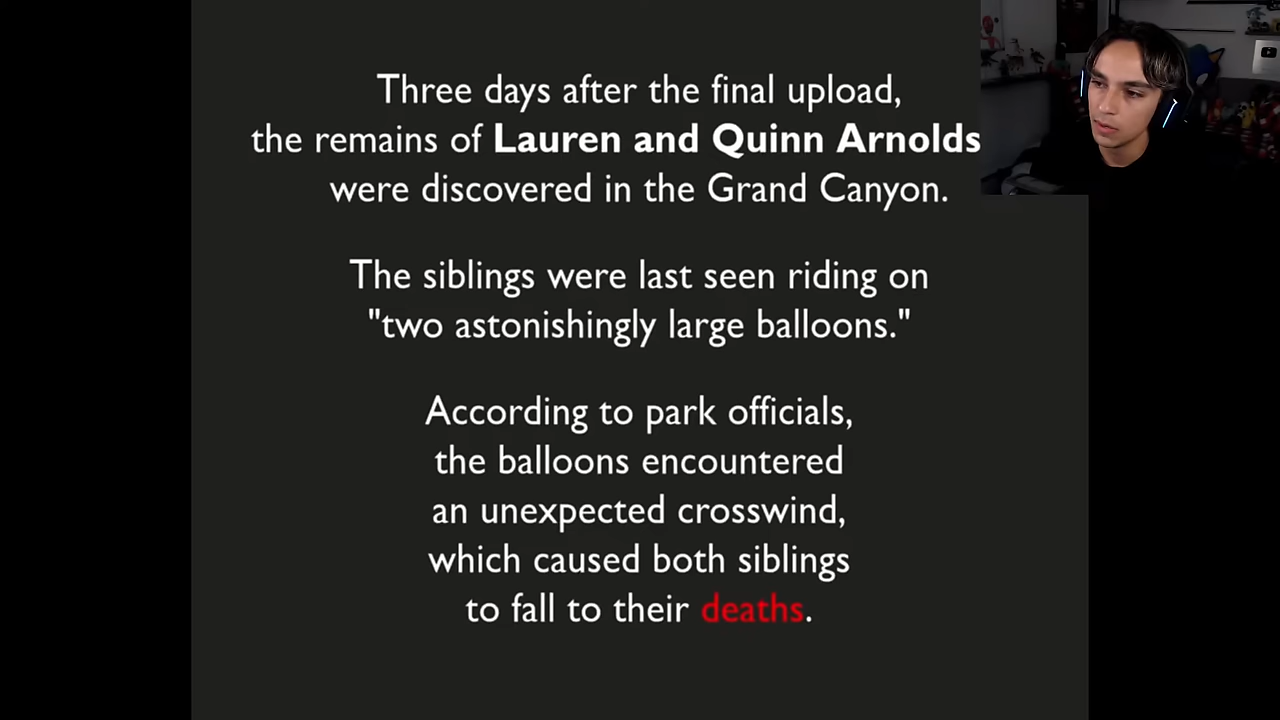 Three days after the final upload,
the remains of Lauren and Quinn Arnolds
were discovered in the Grand Canyon.
The siblings were last seen riding on
"two astonishingly large balloons."
According to park officials,
the balloons encountered
an unexpected crosswind,
which caused both siblings
to fall to their deaths.